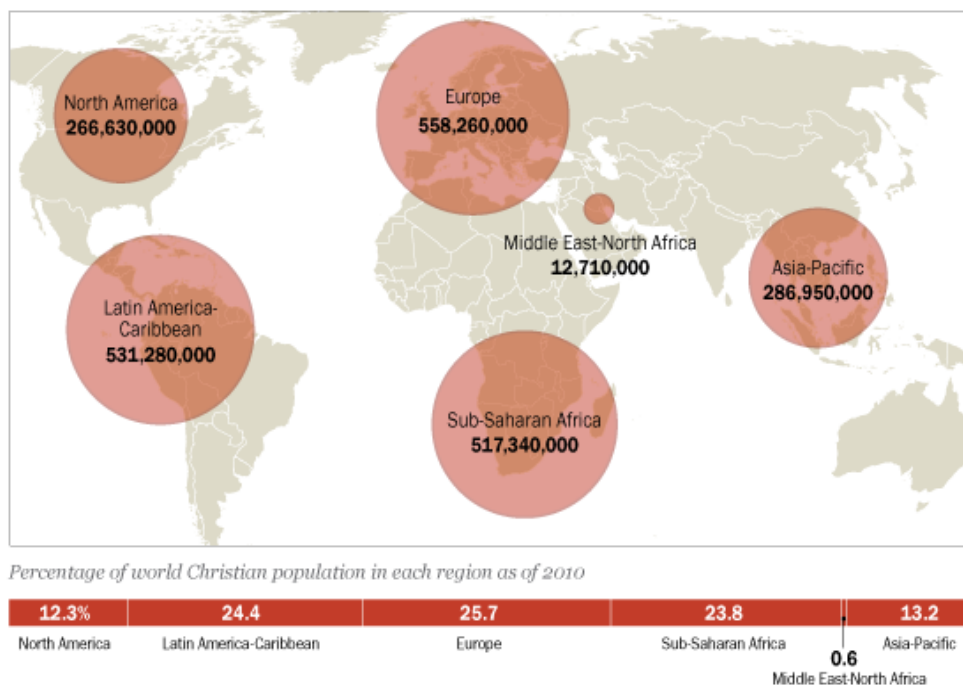 North America
266,630,000
Europe
558,260,000
Middle East-North Africa
12,710,000
Asia-Pacific
286,950,000
Latin America-
Caribbean
531,280,000
Sub-Saharan Africa
517,340,000
Percentage of world Christian population in each region as of 2010
12.3% 24.4 25.7 23.8 13.2
North America Latin America-Caribbean Europe Sub-Saharan Africa Asia-Pacific
0.6
Middle East-North Africa